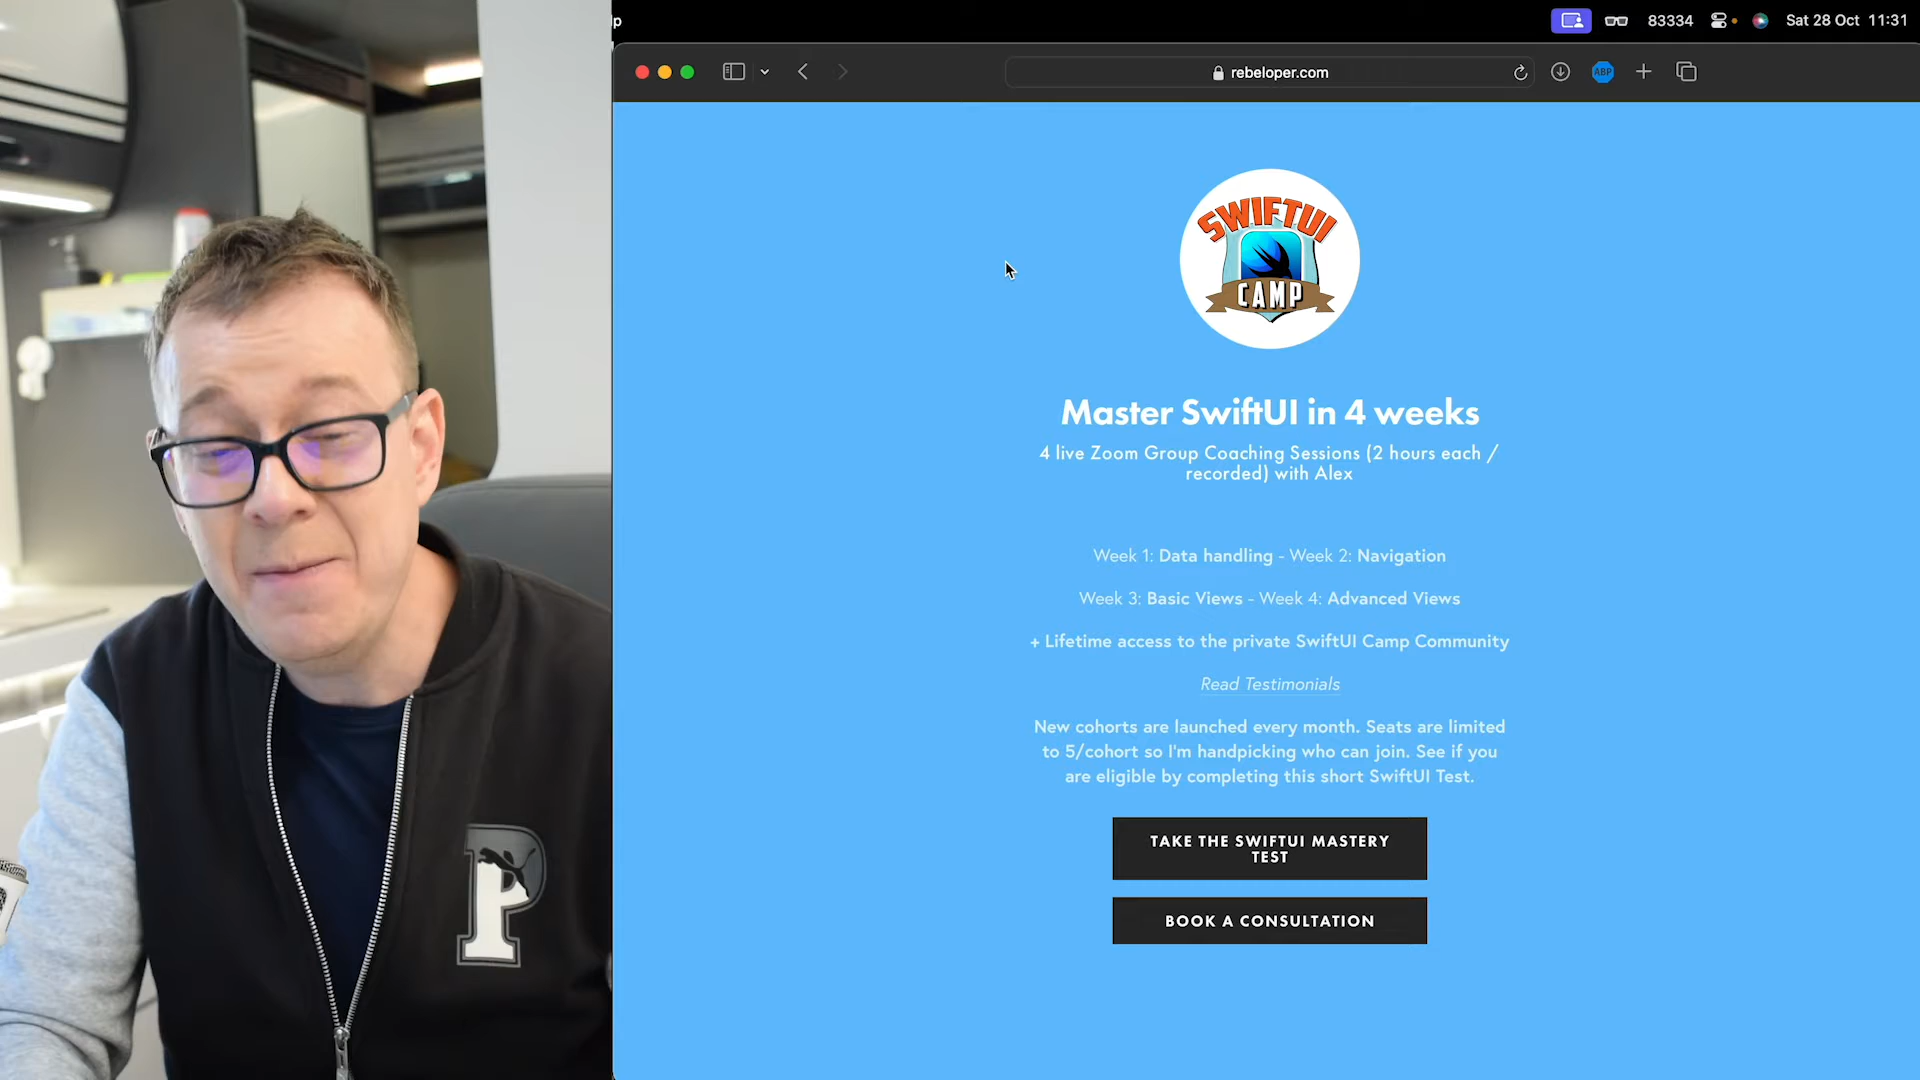 lp
83334
Sat 28 Oct 11:31
rebeloper.com
ABP
SWIFTUI
CAMP
Master SwiftUI in 4 weeks
4 live Zoom Group Coaching Sessions (2 hours each /
recorded) with Alex
Week 1: Data handling - Week 2: Navigation
Week 3: Basic Views - Week 4: Advanced Views
+ Lifetime access to the private SwiftUI Camp Community
Read Testimonials
New cohorts are launched every month. Seats are limited
to 5/cohort so I'm handpicking who can join. See if you
are eligible by completing this short SwiftUI Test.
TAKE THE SWIFTUI MASTERY
TEST
BOOK A CONSULTATION
P